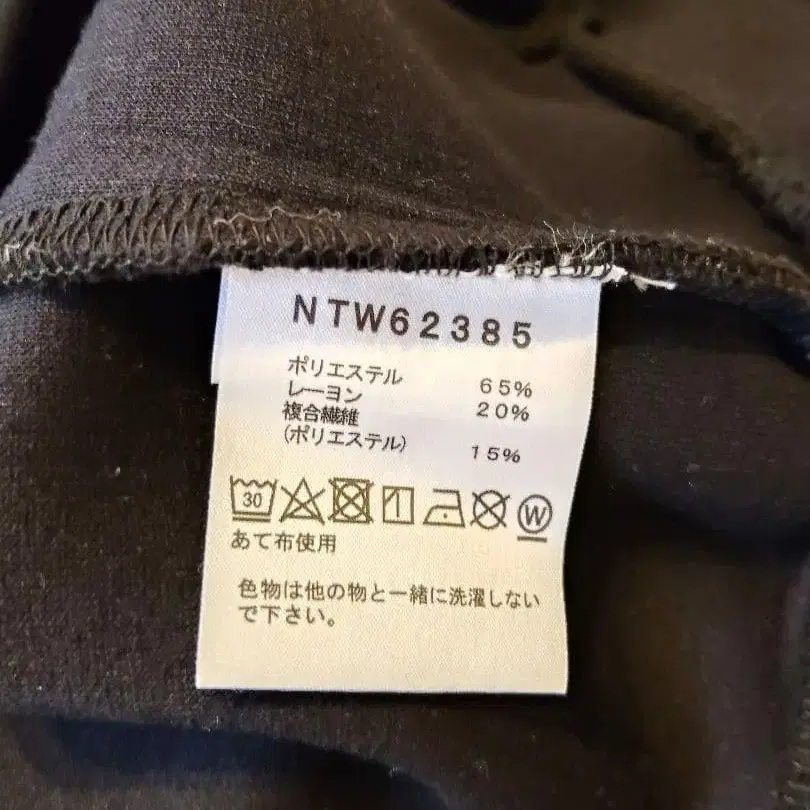 NTW62385
ポリエステル 65%
レーヨン 20%
複合繊維
(ポリエステル) 15%
30 W
あて布使用
色物は他の物と一緒に洗濯しない
で下さい。